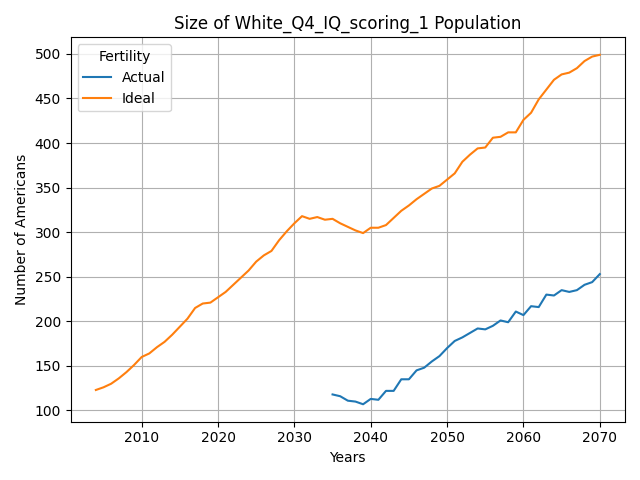 Size of White_Q4_IQ_scoring_1 Population
Fertility
Actual
Ideal
Number of Americans
500
450
400
350
300
250
200
150
100
2010 2020 2030 2040 2050 2060 2070
Years